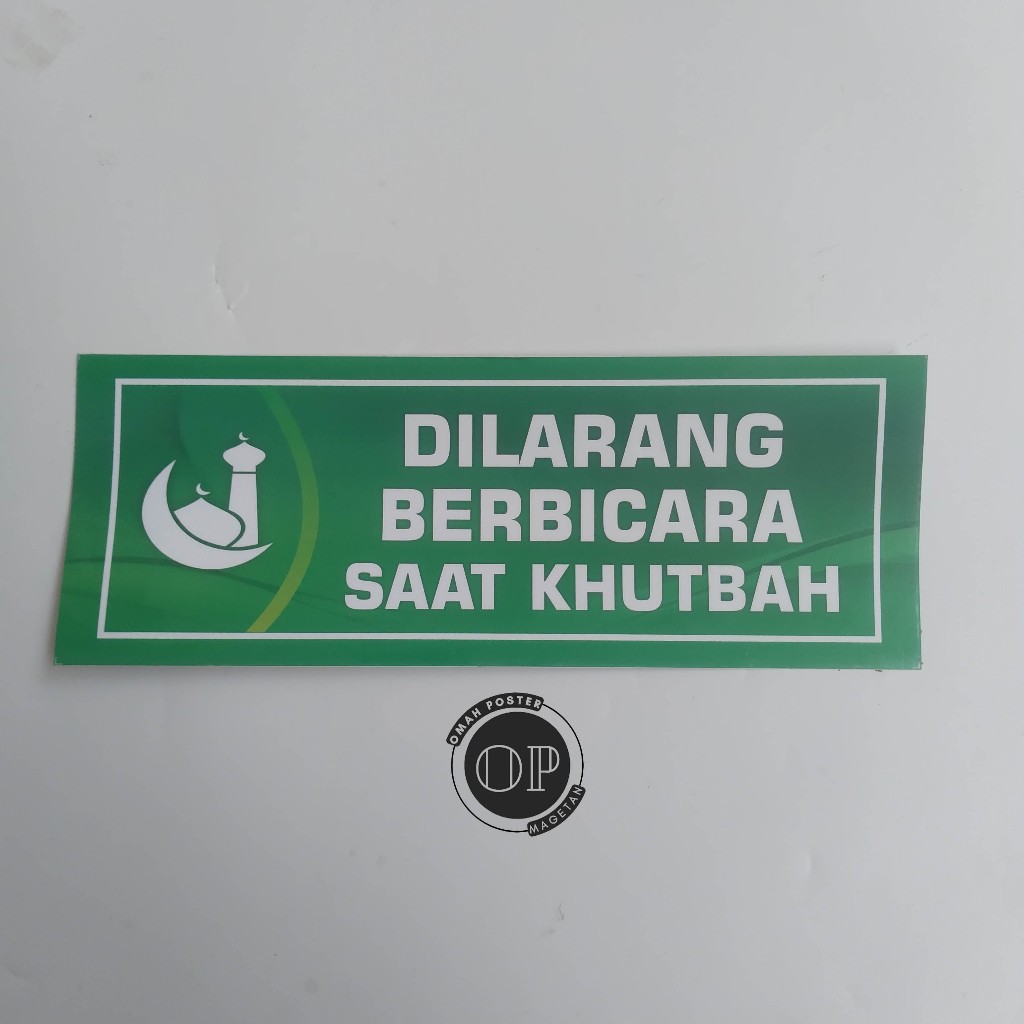 DILARANG
BERBICARA
SAAT KHUTBAH
OMAH POSTER
OP
MAGETAN